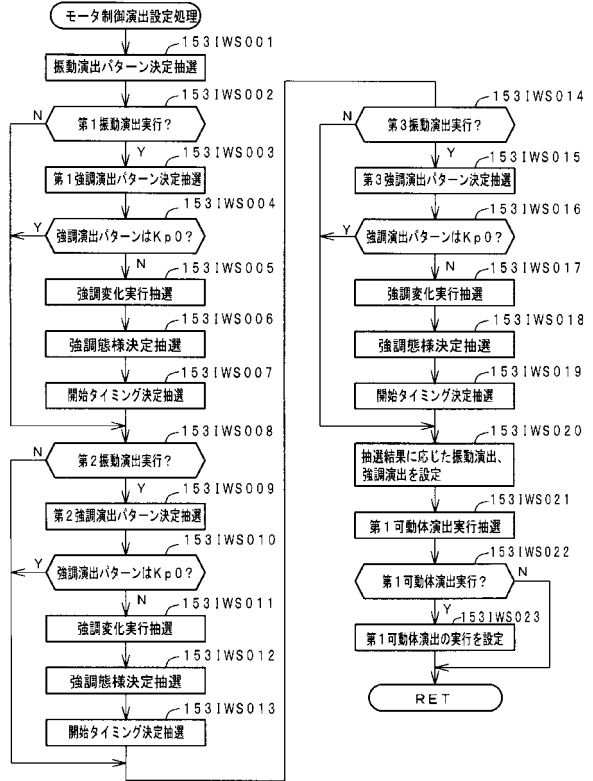 モータ制御演出設定処理
153IWS001
振動演出パターン決定抽選
153IWS002
N
第1振動演出実行？
Y
153IWS003
第1強調演出パターン決定抽選
153IWS004
Y
強調演出パターンはKp0？
N
153IWS005
強調変化実行抽選
153IWS006
強調態様決定抽選
153IWS007
開始タイミング決定抽選
153IWS008
N
第2振動演出実行？
Y
153IWS009
第2強調演出パターン決定抽選
153IWS010
Y
強調演出パターンはKp0？
N
153IWS011
強調変化実行抽選
153IWS012
強調態様決定抽選
153IWS013
開始タイミング決定抽選
153IWS014
N
第3振動演出実行？
Y
153IWS015
第3強調演出パターン決定抽選
153IWS016
Y
強調演出パターンはKp0？
N
153IWS017
強調変化実行抽選
153IWS018
強調態様決定抽選
153IWS019
開始タイミング決定抽選
153IWS020
抽選結果に応じた振動演出、
強調演出を設定
153IWS021
第1可動体演出実行抽選
153IWS022
第1可動体演出実行？
N
Y
153IWS023
第1可動体演出の実行を設定
RET